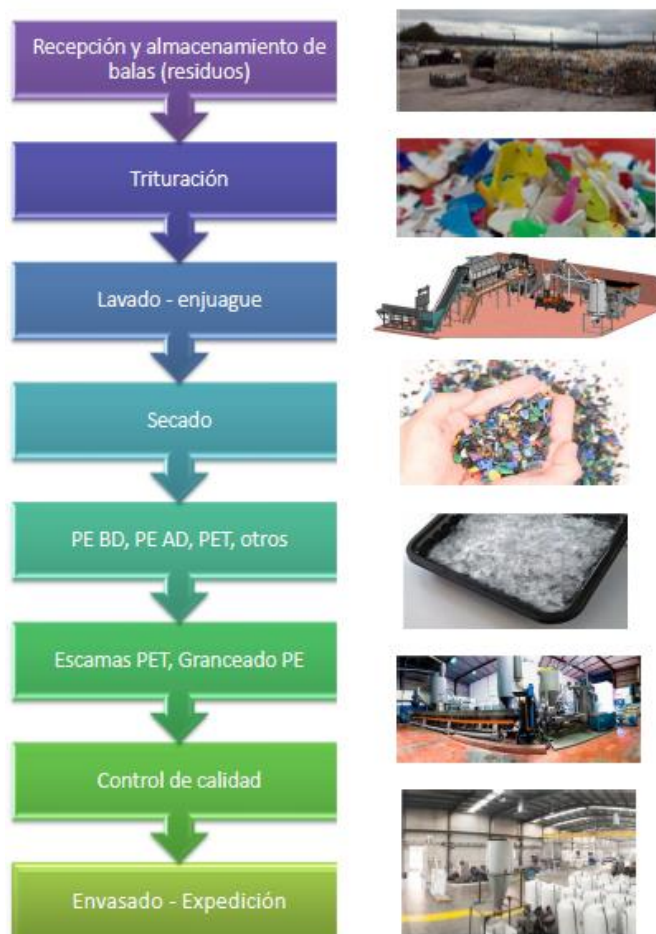 Recepción y almacenamiento de
balas (residuos)
Trituración
Lavado - enjuague
Secado
PE BD, PE AD, PET, otros
Escamas PET, Granceado PE
Control de calidad
Envasado - Expedición